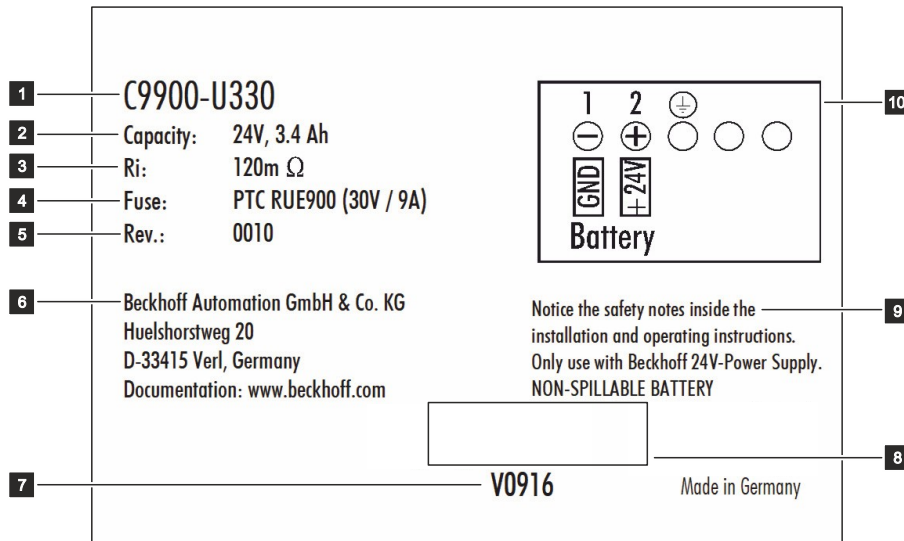 1 C9900-U330
2 Capacity: 24V, 3.4 Ah
3 Ri: 120m Ω
4 Fuse: PTC RUE900 (30V / 9A)
5 Rev.: 0010
10
1 2
GND +24V
Battery
6 Beckhoff Automation GmbH & Co. KG
Huelshorstweg 20
D-33415 Verl, Germany
Documentation: www.beckhoff.com
Notice the safety notes inside the 9
installation and operating instructions.
Only use with Beckhoff 24V-Power Supply.
NON-SPILLABLE BATTERY
8
7 V0916
Made in Germany